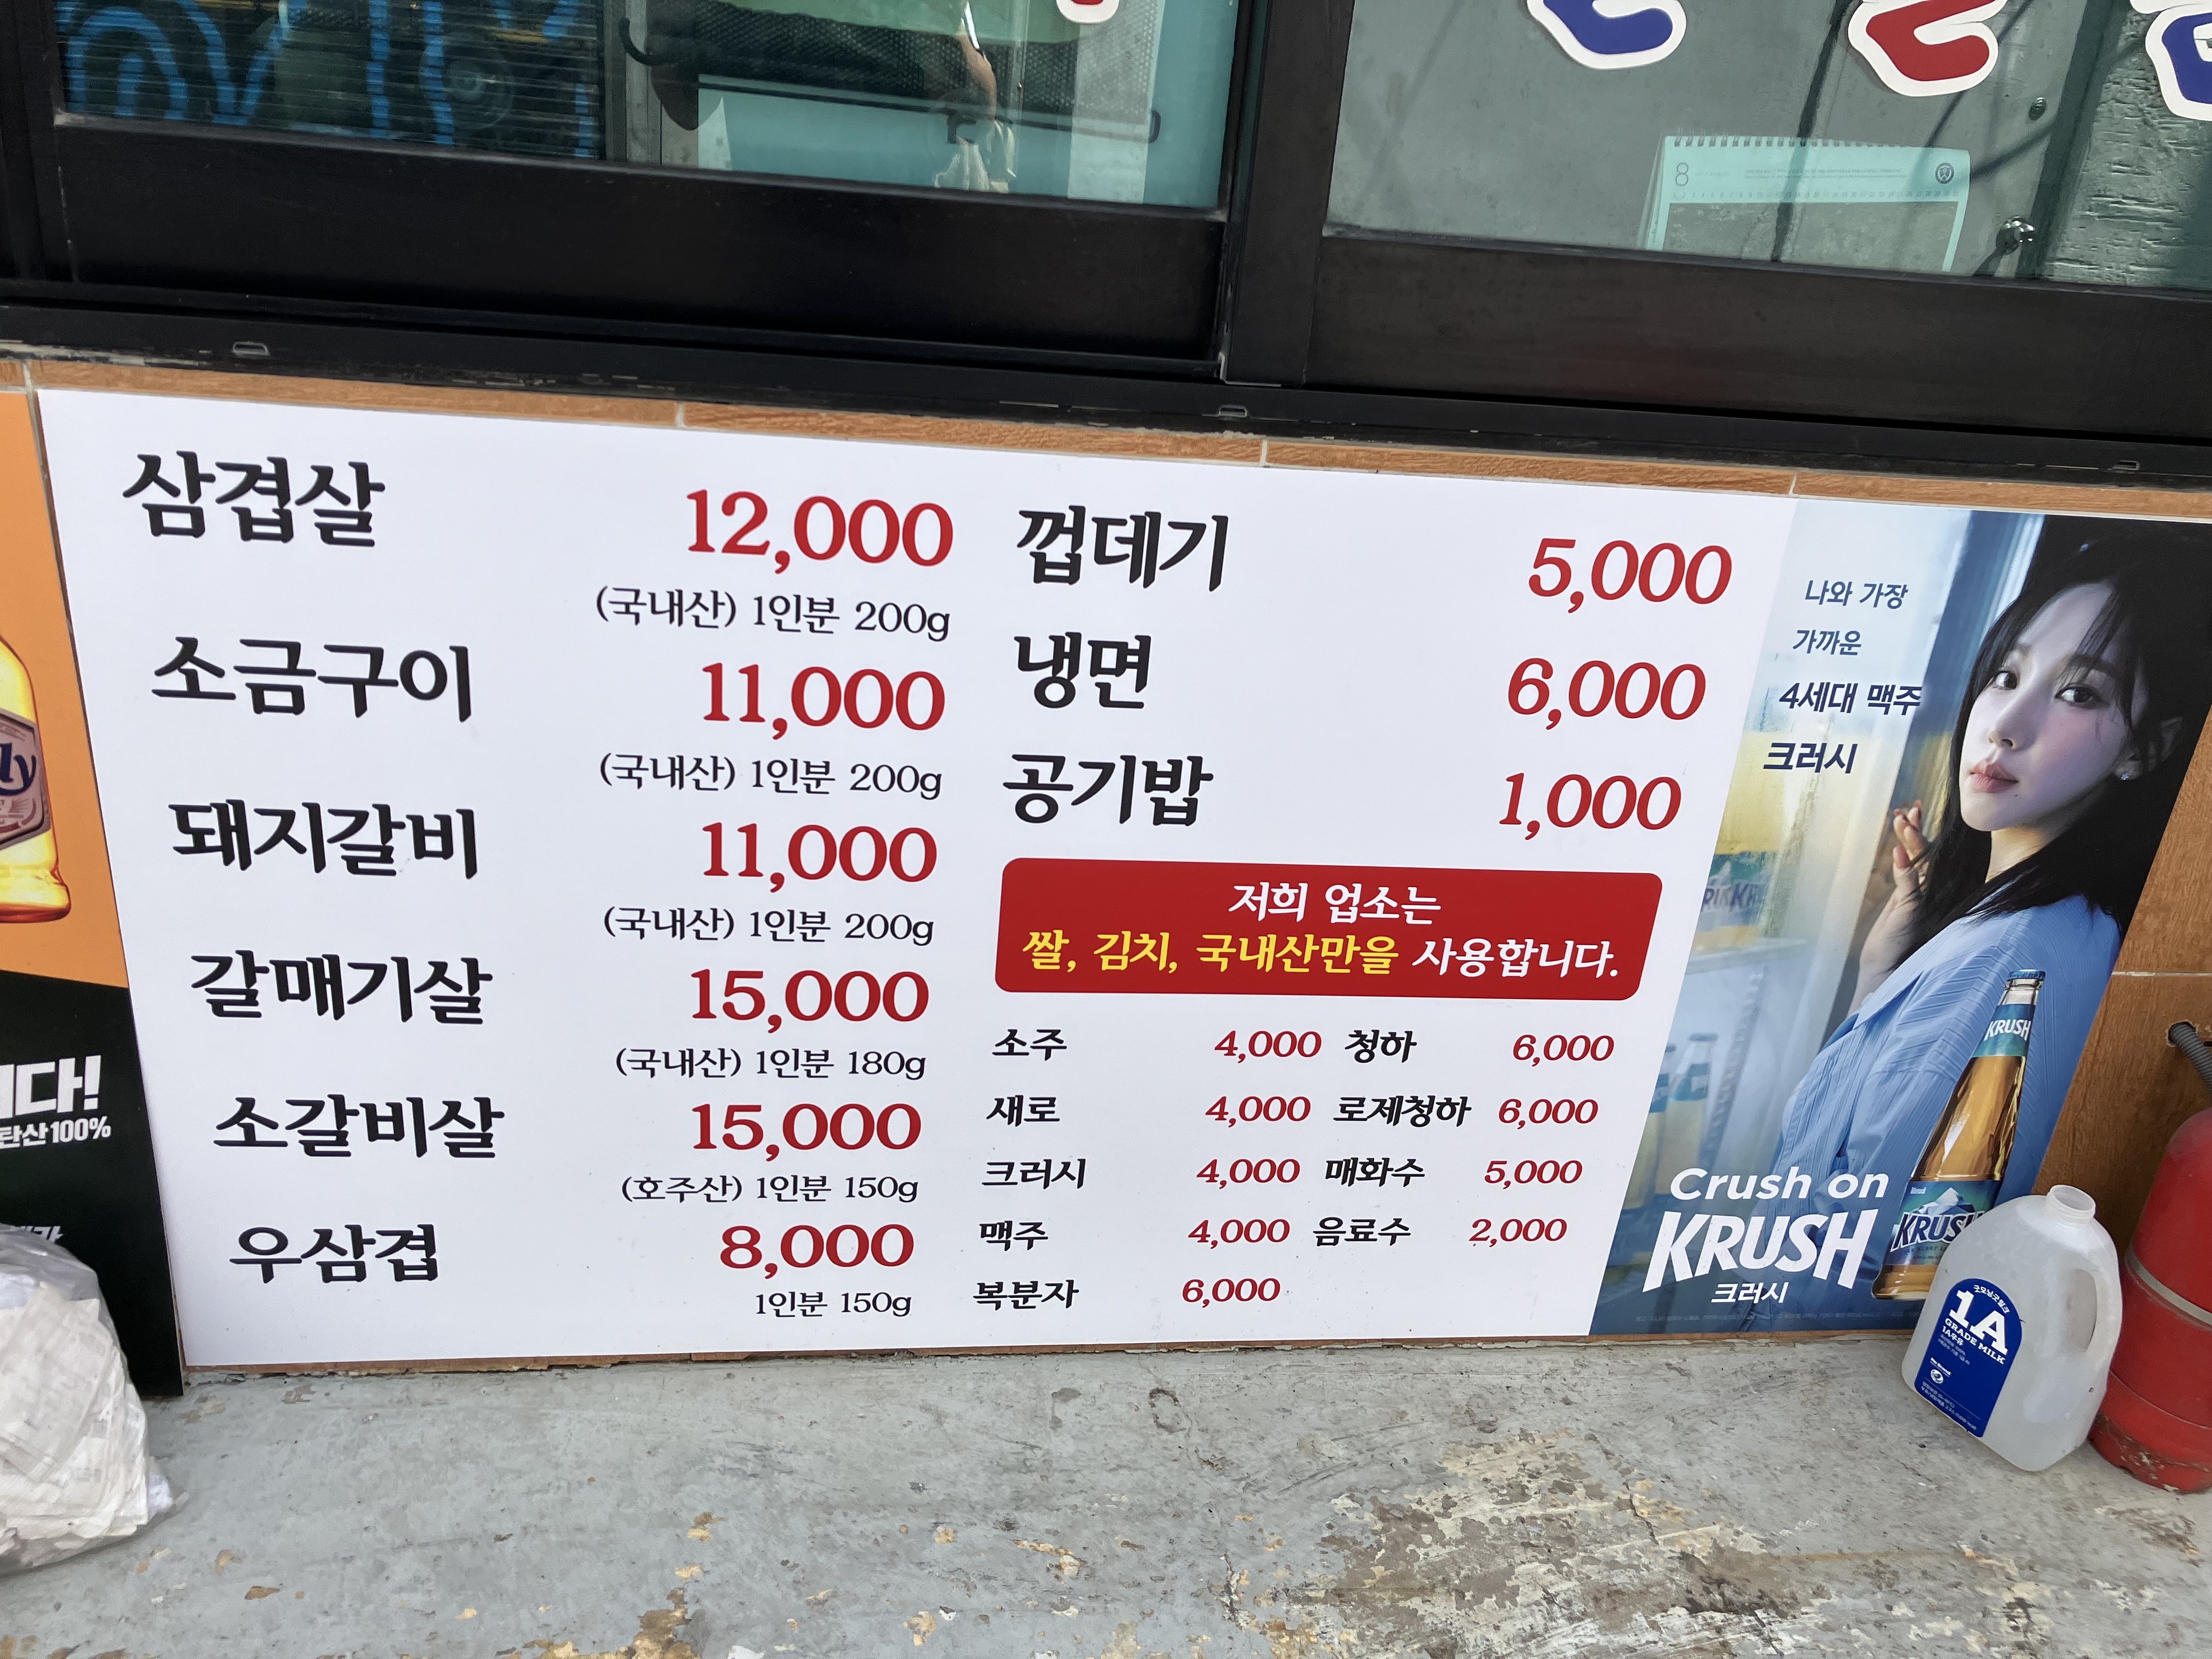 삼겹살 12,000
(국내산) 1인분 200g
소금구이 11,000
(국내산) 1인분 200g
돼지갈비 11,000
(국내산) 1인분 200g
갈매기살 15,000
(국내산) 1인분 180g
소갈비살 15,000
(호주산) 1인분 150g
우삼겹 8,000
1인분 150g
껍데기 5,000
냉면 6,000
공기밥 1,000
저희 업소는
쌀, 김치, 국내산만을 사용합니다.
소주 4,000 청하 6,000
새로 4,000 로제청하 6,000
크러시 4,000 매화수 5,000
맥주 4,000 음료수 2,000
복분자 6,000
나와 가장
가까운
4세대 맥주
크러시
KRUSH
KRUSH
Crush on
KRUSH
크러시
1A
GRADE MILK
1A우유
다!
탄산100%
8